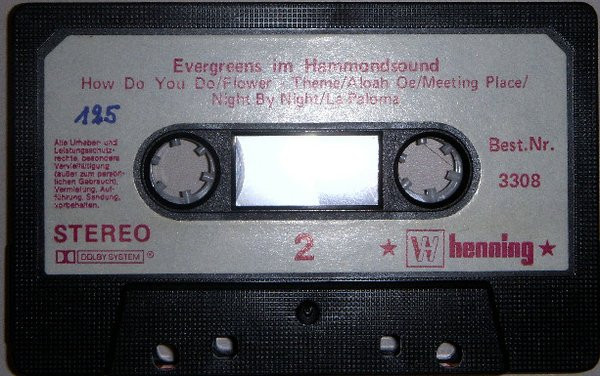 Evergreens im Hammondsound
How Do You Do/Flower - Theme/Aloah Oe/Meeting Place/
Night By Night/La Paloma
125
Alle Urheber- und
Leistungsschutz-
rechte, besonders
Vervielfältigung
(außer zum persön-
lichen Gebrauch),
Vermietung, Auf-
führung, Sendung,
vorbehalten.
Best.Nr.
3308
STEREO
DOLBY SYSTEM ®
2
henning